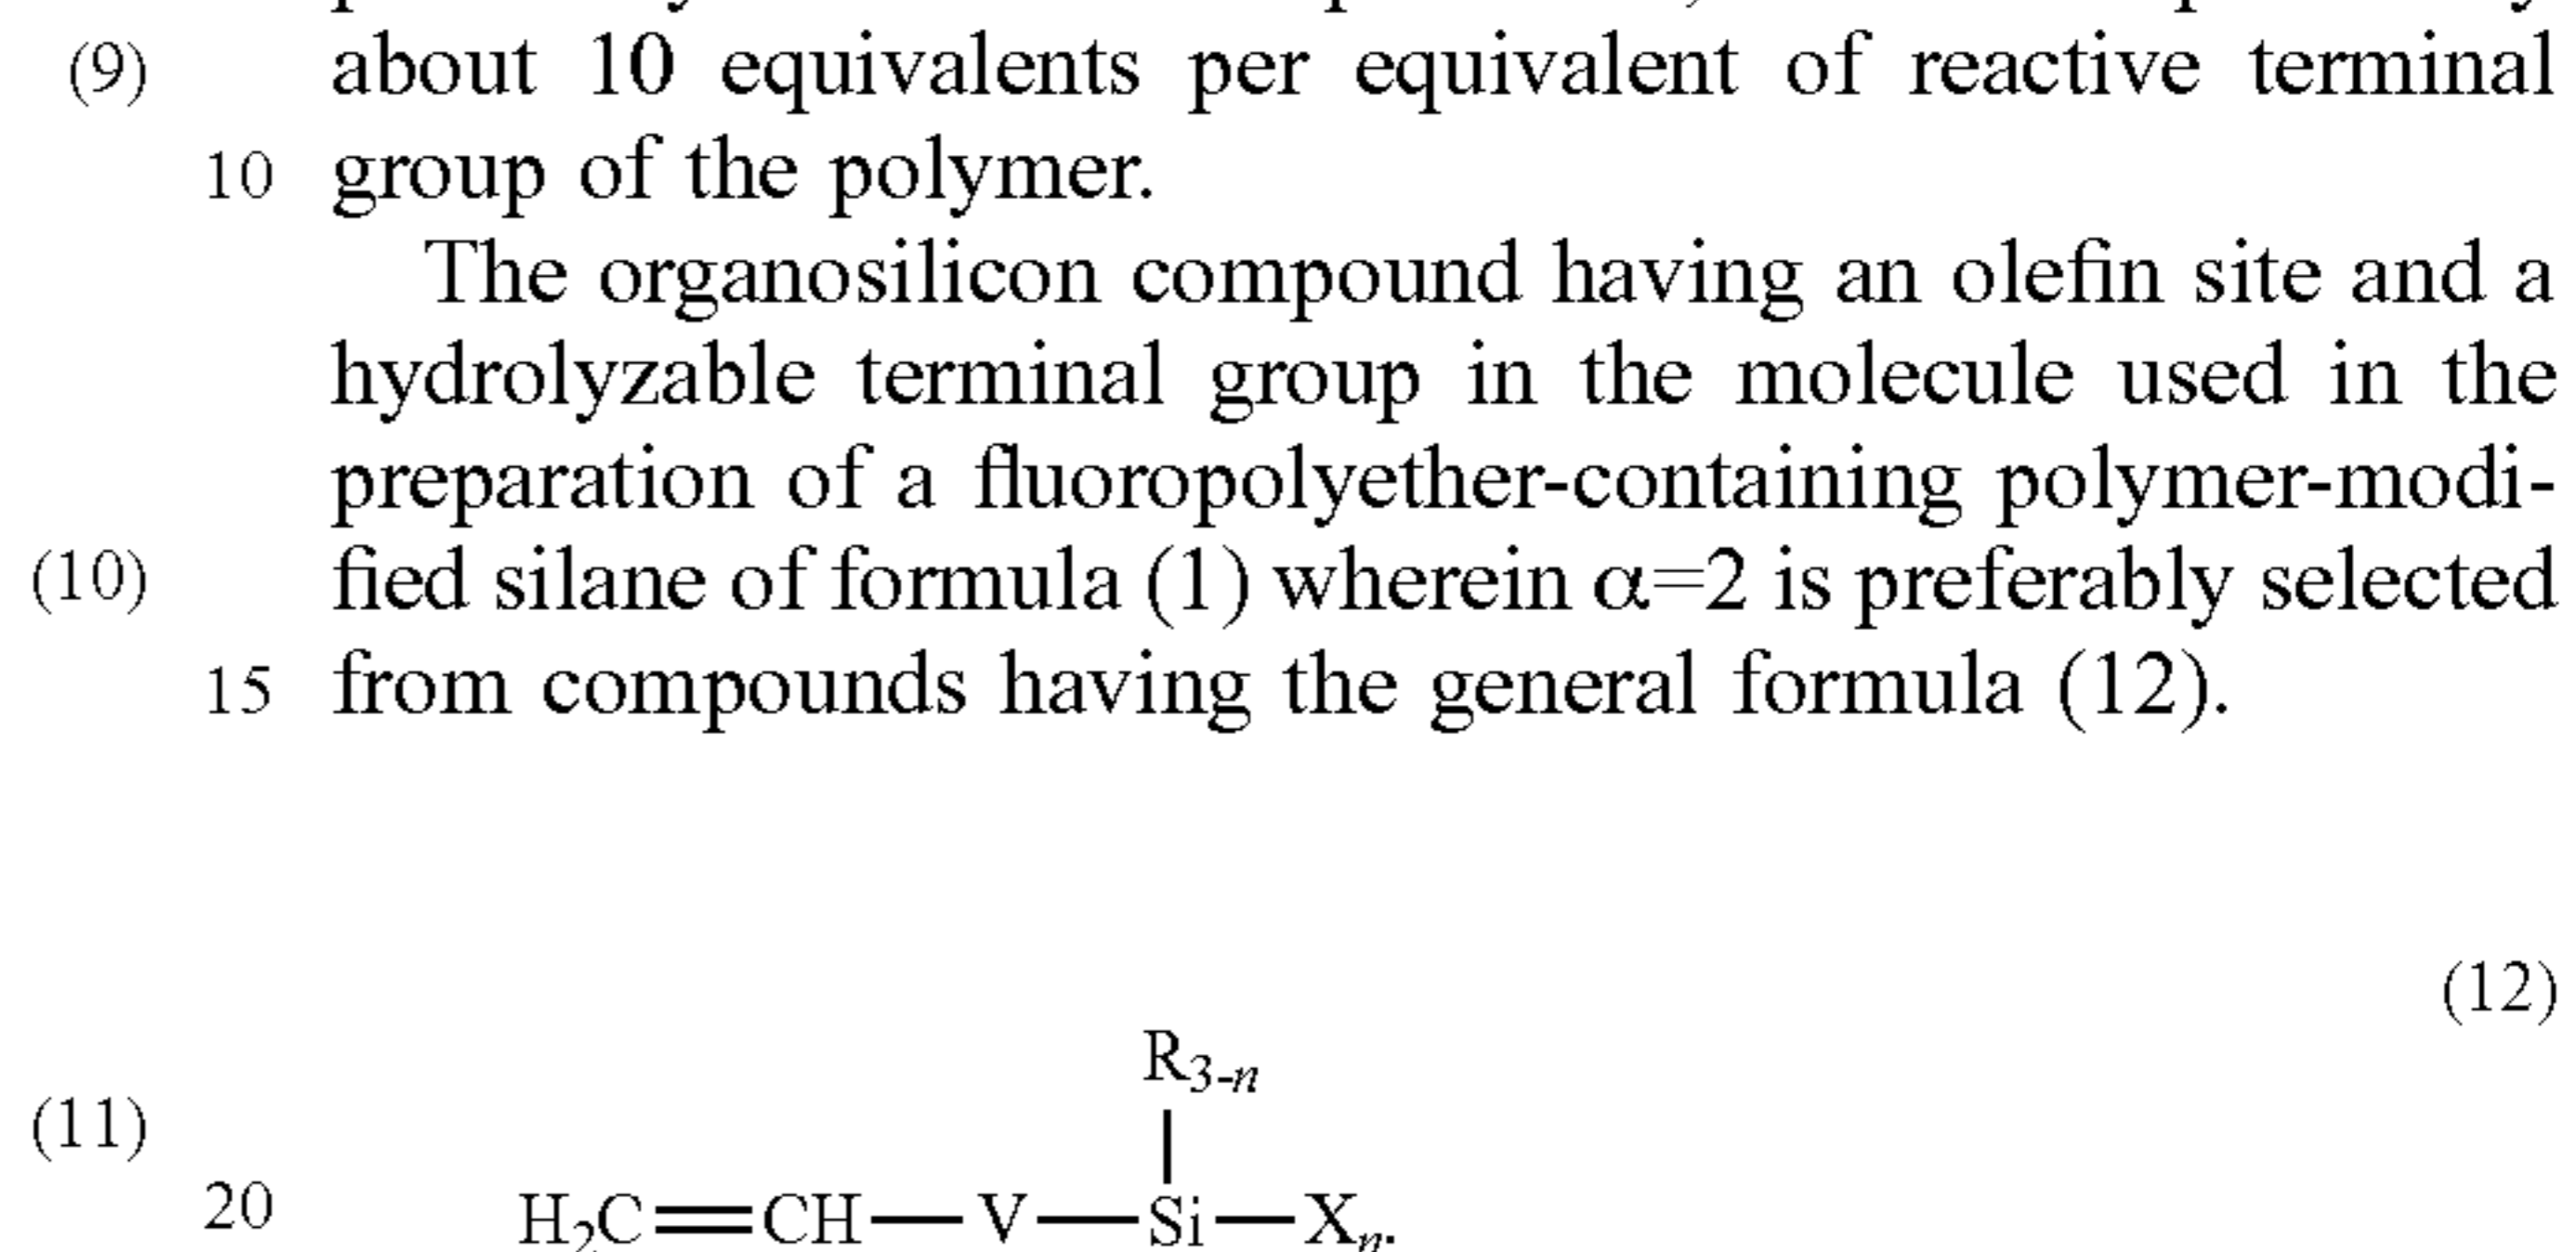 (9) about 10 equivalents per equivalent of reactive terminal
10 group of the polymer.
The organosilicon compound having an olefin site and a
hydrolyzable terminal group in the molecule used in the
preparation of a fluoropolyether-containing polymer-modi-
(10) fied silane of formula (1) wherein α=2 is preferably selected
15 from compounds having the general formula (12).
(12)
R3-n
(11)
20 H2C=CH—V—Si—Xn.